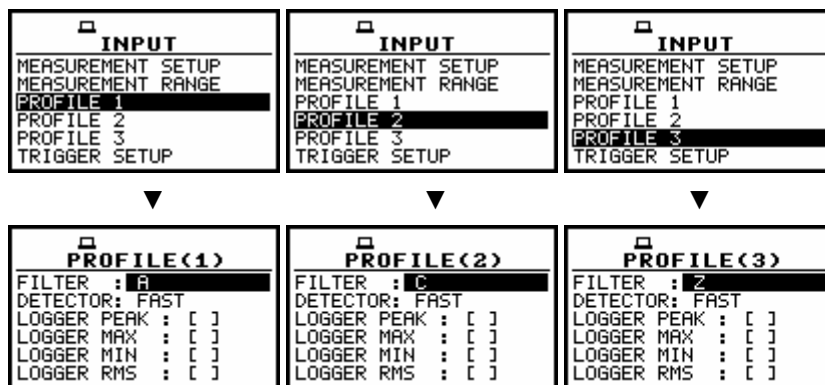 INPUT
MEASUREMENT SETUP
MEASUREMENT RANGE
PROFILE 1
PROFILE 2
PROFILE 3
TRIGGER SETUP
INPUT
MEASUREMENT SETUP
MEASUREMENT RANGE
PROFILE 1
PROFILE 2
PROFILE 3
TRIGGER SETUP
INPUT
MEASUREMENT SETUP
MEASUREMENT RANGE
PROFILE 1
PROFILE 2
PROFILE 3
TRIGGER SETUP
PROFILE(1)
FILTER : A
DETECTOR: FAST
LOGGER PEAK : [ ]
LOGGER MAX : [ ]
LOGGER MIN : [ ]
LOGGER RMS : [ ]
PROFILE(2)
FILTER : C
DETECTOR: FAST
LOGGER PEAK : [ ]
LOGGER MAX : [ ]
LOGGER MIN : [ ]
LOGGER RMS : [ ]
PROFILE(3)
FILTER : Z
DETECTOR: FAST
LOGGER PEAK : [ ]
LOGGER MAX : [ ]
LOGGER MIN : [ ]
LOGGER RMS : [ ]